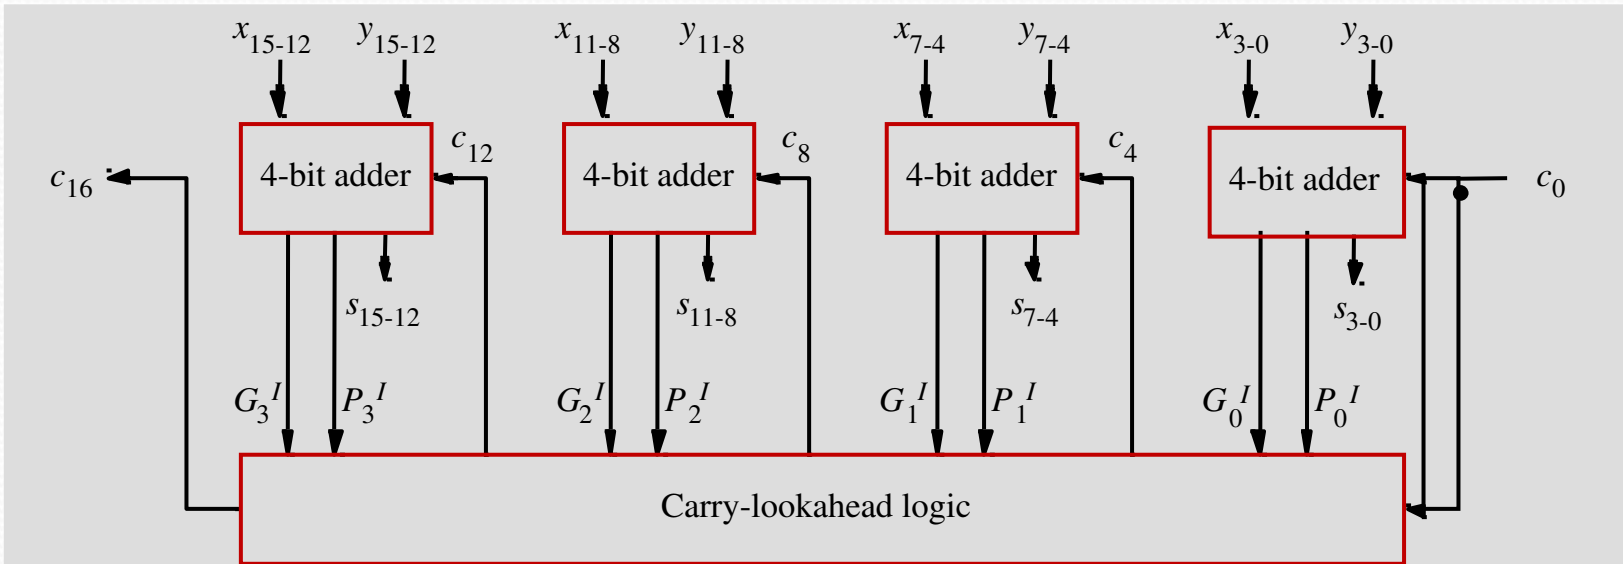 x15-12 y15-12 x11-8 y11-8 x7-4 y7-4 x3-0 y3-0
c12 c8 c4
c16 4-bit adder 4-bit adder 4-bit adder 4-bit adder c0
s15-12 s11-8 s7-4 s3-0
G3I P3I G2I P2I G1I P1I G0I P0I
Carry-lookahead logic